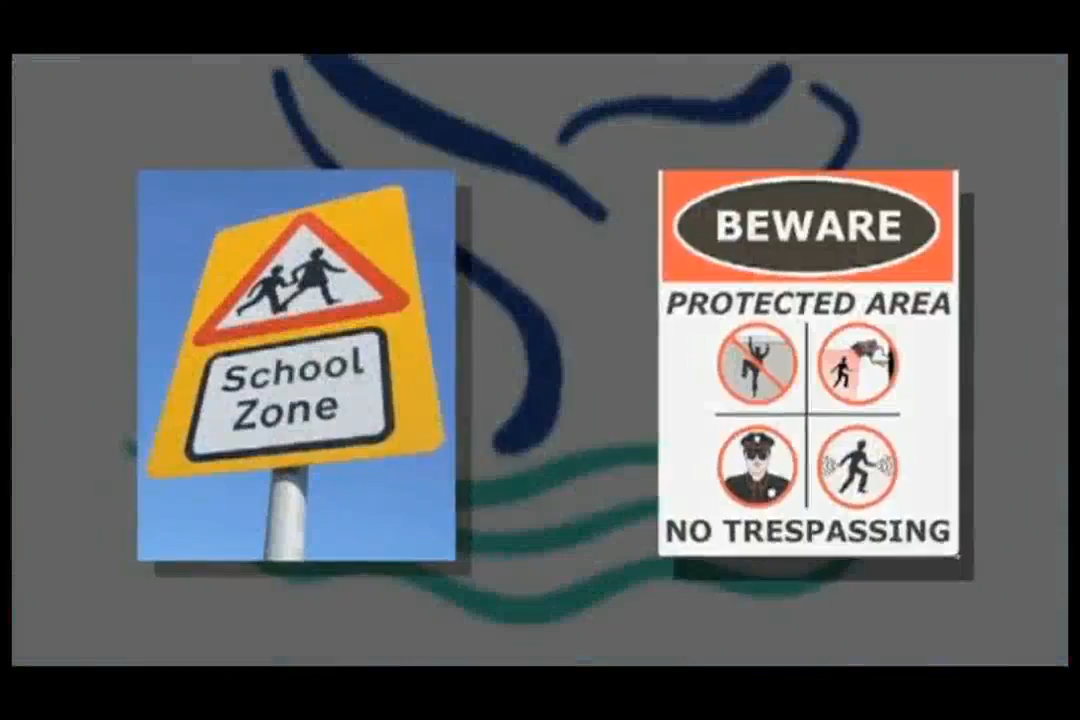 School
Zone
BEWARE
PROTECTED AREA
NO TRESPASSING